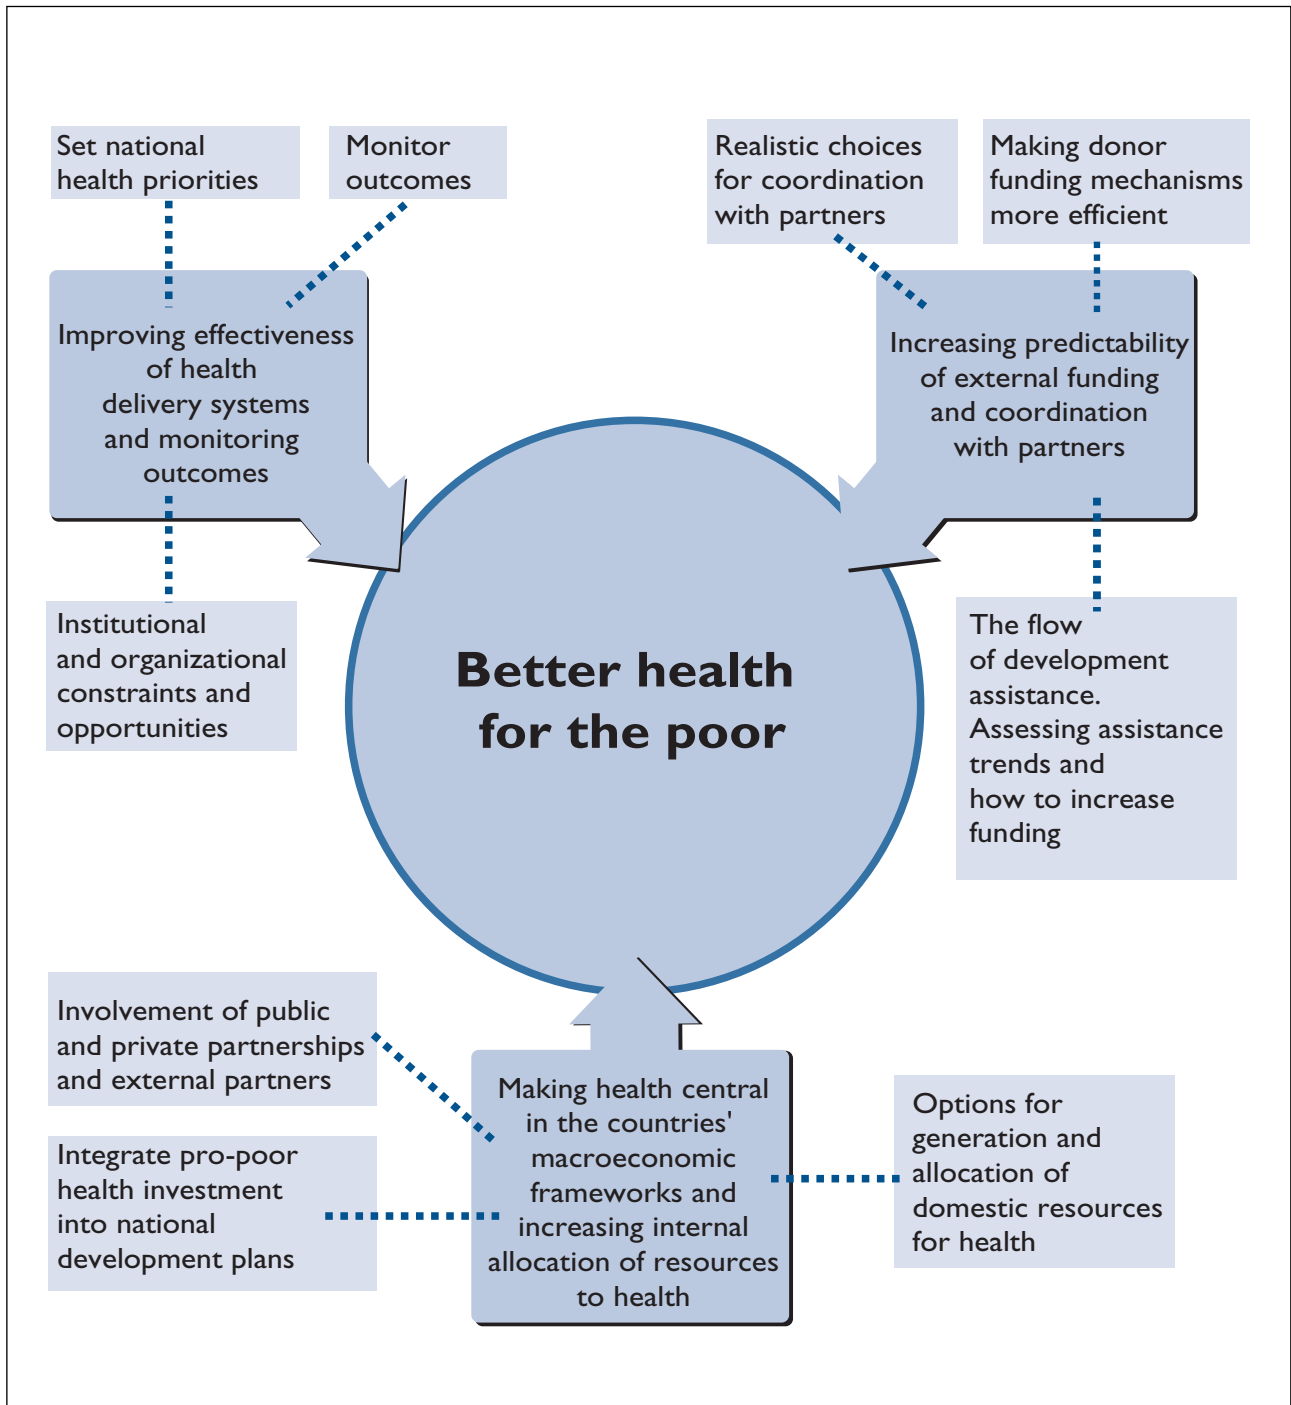 Set national
health priorities
Monitor
outcomes
Realistic choices
for coordination
with partners
Making donor
funding mechanisms
more efficient
Improving effectiveness
of health
delivery systems
and monitoring
outcomes
Increasing predictability
of external funding
and coordination
with partners
Institutional
and organizational
constraints and
opportunities
Better health
for the poor
The flow
of development
assistance.
Assessing assistance
trends and
how to increase
funding
Involvement of public
and private partnerships
and external partners
Integrate pro-poor
health investment
into national
development plans
Making health central
in the countries'
macroeconomic
frameworks and
increasing internal
allocation of resources
to health
Options for
generation and
allocation of
domestic resources
for health